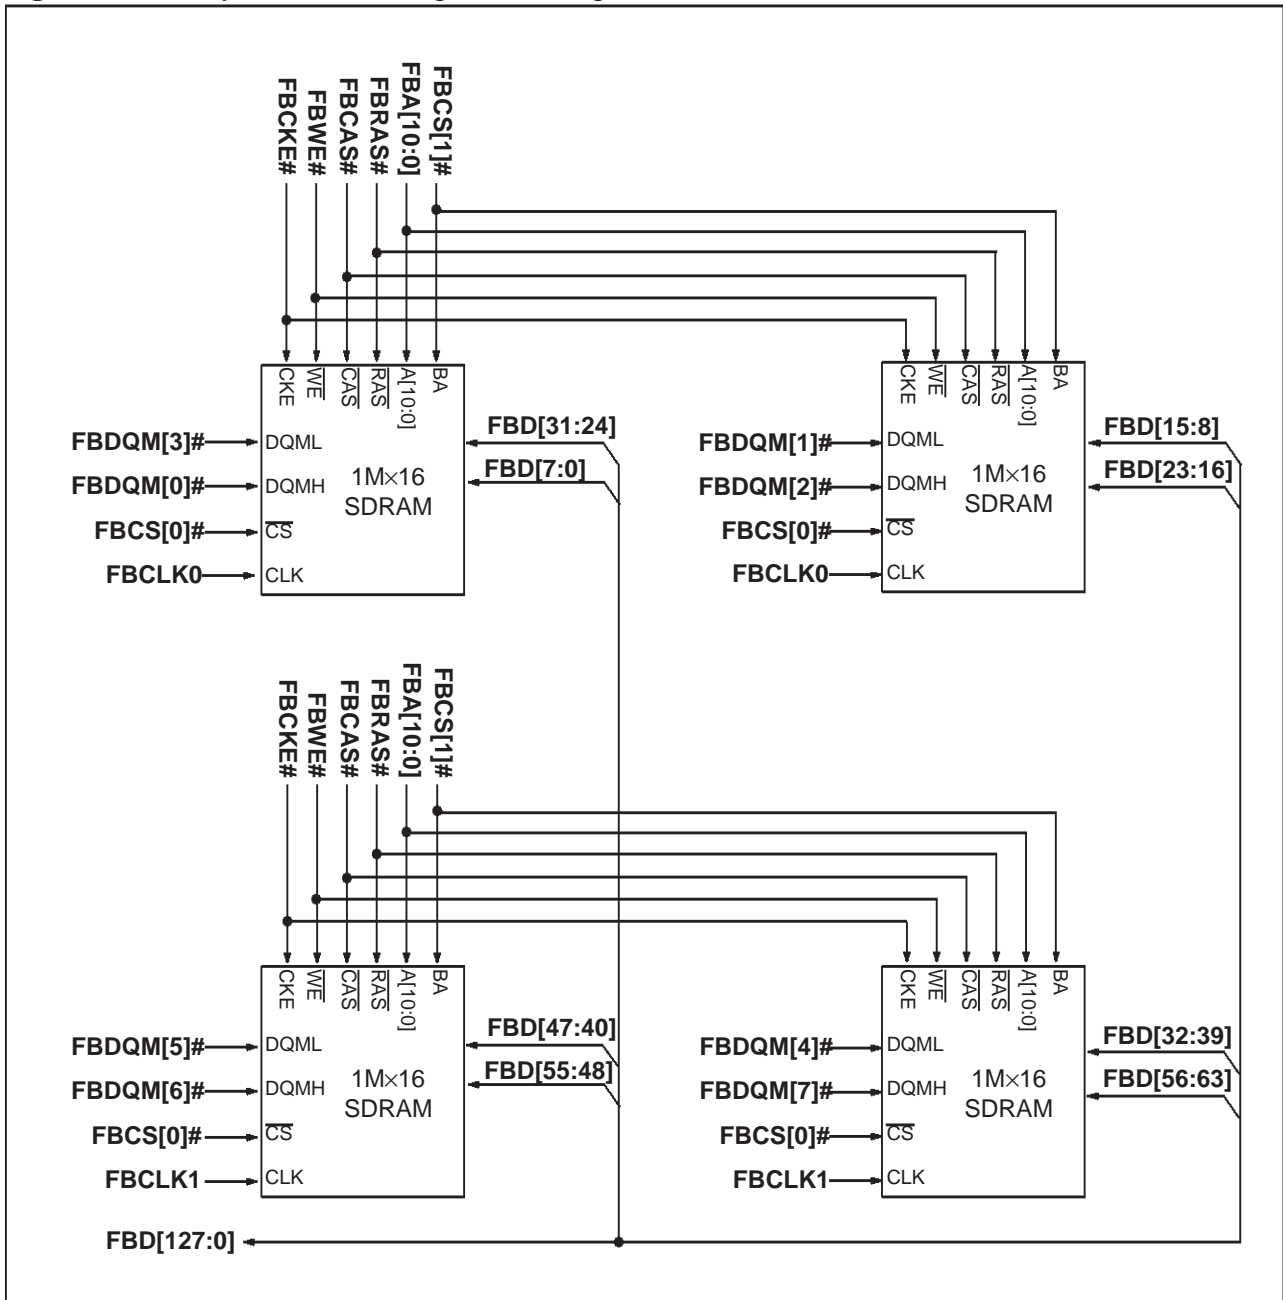 FBCKE#
FBWE#
FBCAS#
FBRAS#
FBA[10:0]
FBCS[1]#
CKE
WE
CAS
RAS
A[10:0]
BA
CKE
WE
CAS
RAS
A[10:0]
BA
FBDQM[3]#
DQML
FBD[31:24]
FBDQM[0]#
DQMH
FBD[7:0]
1M×16
SDRAM
FBCS[0]#
CS
FBCLK0
CLK
FBDQM[1]#
DQML
FBD[15:8]
FBDQM[2]#
DQMH
FBD[23:16]
1M×16
SDRAM
FBCS[0]#
CS
FBCLK0
CLK
FBCKE#
FBWE#
FBCAS#
FBRAS#
FBA[10:0]
FBCS[1]#
CKE
WE
CAS
RAS
A[10:0]
BA
CKE
WE
CAS
RAS
A[10:0]
BA
FBDQM[5]#
DQML
FBD[47:40]
FBDQM[6]#
DQMH
FBD[55:48]
1M×16
SDRAM
FBCS[0]#
CS
FBCLK1
CLK
FBDQM[4]#
DQML
FBD[32:39]
FBDQM[7]#
DQMH
FBD[56:63]
1M×16
SDRAM
FBCS[0]#
CS
FBCLK1
CLK
FBD[127:0]